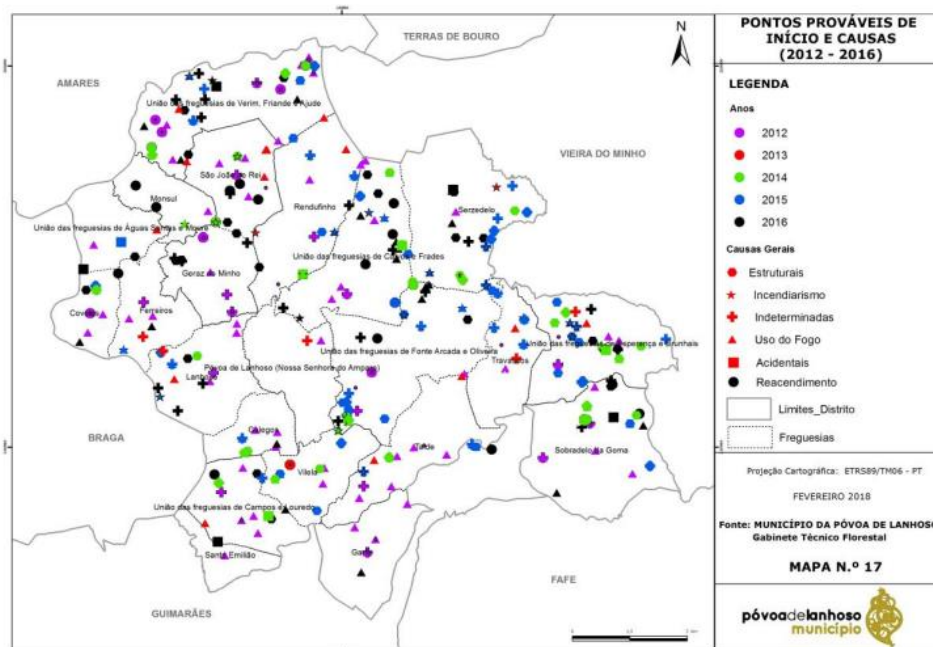 TERRAS DE BOURO
AMARES
VIEIRA DO MINHO
União das freguesias de Verim, Friande e Ajude
São João de Rei
Monsul
Rendufinho
Serzedelo
União das freguesias de Águas Santas e Moure
União das freguesias de Calvos e Frades
Geraz do Minho
Covelas
Ferreiros
União das freguesias de Fonte Arcada e Oliveira
Travassos
União das freguesias de Esperança e Brunhais
Póvoa de Lanhoso (Nossa Senhora do Amparo)
Lanhoso
BRAGA
Galegos
Taíde
Sobradelo da Goma
Vilela
União das freguesias de Campos e Louredo
Santo Emilião
Garfe
GUIMARÃES
FAFE
N
PONTOS PROVÁVEIS DE
INÍCIO E CAUSAS
(2012 - 2016)
LEGENDA
Anos
2012
2013
2014
2015
2016
Causas Gerais
Estruturais
Incendiarismo
Indeterminadas
Uso do Fogo
Acidentais
Reacendimento
Limites_Distrito
Freguesias
Projeção Cartográfica: ETRS89/TM06 - PT
FEVEREIRO 2018
Fonte: MUNICÍPIO DA PÓVOA DE LANHOSO
Gabinete Técnico Florestal
MAPA N.º 17
póvoadelanhoso
município